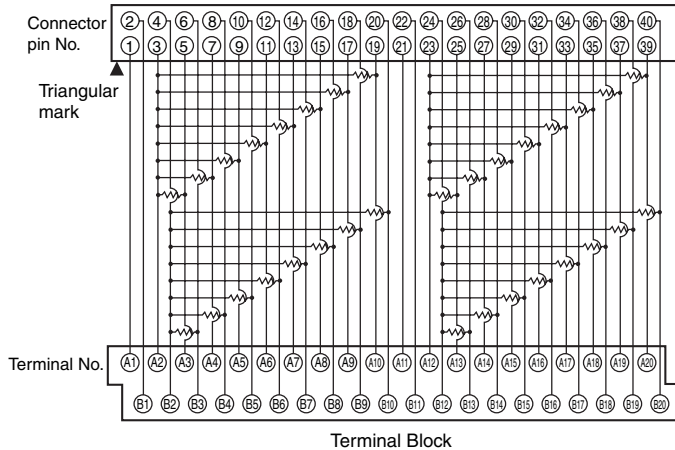 Connector
pin No.
2 4 6 8 10 12 14 16 18 20 22 24 26 28 30 32 34 36 38 40
1 3 5 7 9 11 13 15 17 19 21 23 25 27 29 31 33 35 37 39
Triangular
mark
Terminal No.
A1 A2 A3 A4 A5 A6 A7 A8 A9 A10 A11 A12 A13 A14 A15 A16 A17 A18 A19 A20
B1 B2 B3 B4 B5 B6 B7 B8 B9 B10 B11 B12 B13 B14 B15 B16 B17 B18 B19 B20
Terminal Block